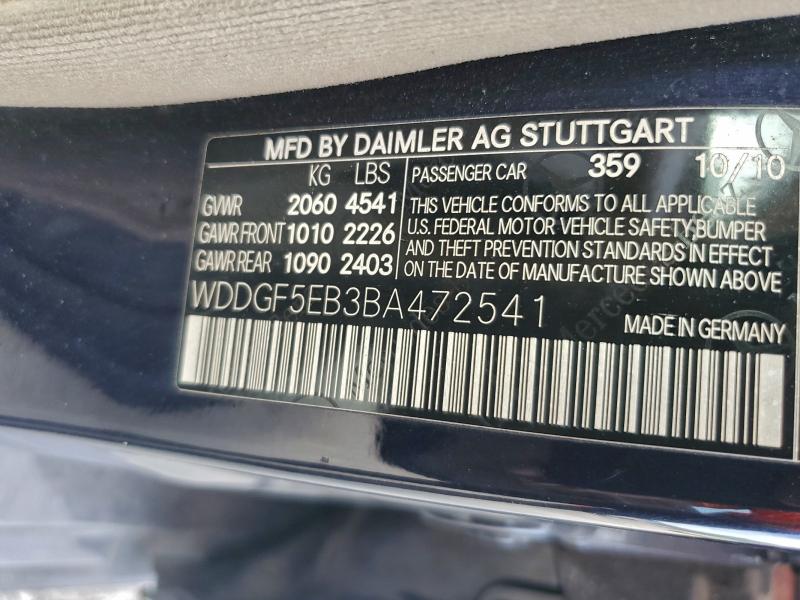 MFD BY DAIMLER AG STUTTGART
KG LBS
GVWR 2060 4541
GAWR FRONT 1010 2226
GAWR REAR 1090 2403
PASSENGER CAR 359 10/10
THIS VEHICLE CONFORMS TO ALL APPLICABLE
U.S. FEDERAL MOTOR VEHICLE SAFETY,BUMPER
AND THEFT PREVENTION STANDARDS IN EFFECT
ON THE DATE OF MANUFACTURE SHOWN ABOVE
WDDGF5EB3BA472541
MADE IN GERMANY